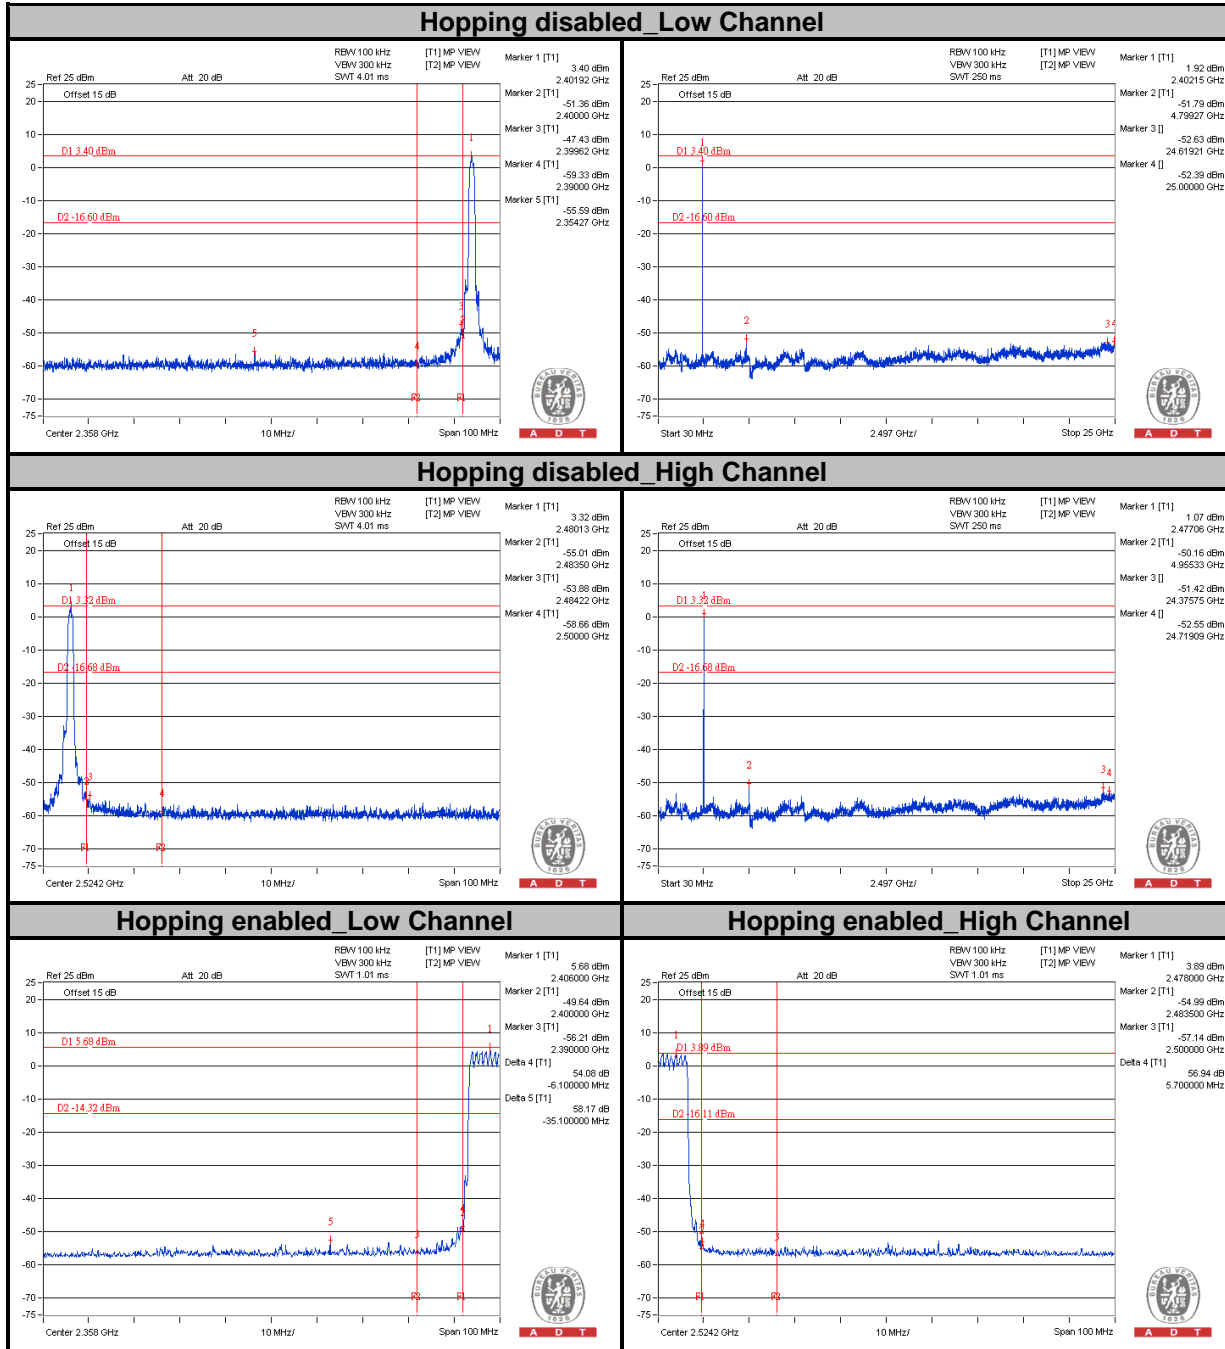 Hopping disabled_Low Channel
RBW 100 kHz [T1] MP VIEW
VBW 300 kHz [T2] MP VIEW
Ref 25 dBm Att 20 dB SWT 4.01 ms
Offset 15 dB
Marker 1 [T1]
3.40 dBm
2.40192 GHz
Marker 2 [T1]
-51.36 dBm
2.40000 GHz
Marker 3 [T1]
-47.43 dBm
2.39962 GHz
Marker 4 [T1]
-59.33 dBm
2.39000 GHz
Marker 5 [T1]
-55.59 dBm
2.35427 GHz
D1 3.40 dBm
D2 -16.60 dBm
Center 2.358 GHz 10 MHz/ Span 100 MHz
BUREAU VERITAS
1828
A D T
RBW 100 kHz [T1] MP VIEW
VBW 300 kHz [T2] MP VIEW
Ref 25 dBm Att 20 dB SWT 250 ms
Offset 15 dB
Marker 1 [T1]
1.92 dBm
2.40215 GHz
Marker 2 [T1]
-51.79 dBm
4.79927 GHz
Marker 3 []
-52.63 dBm
24.61921 GHz
Marker 4 []
-52.39 dBm
25.00000 GHz
D1 3.40 dBm
D2 -16.60 dBm
Start 30 MHz 2.497 GHz/ Stop 25 GHz
BUREAU VERITAS
1828
A D T
Hopping disabled_High Channel
RBW 100 kHz [T1] MP VIEW
VBW 300 kHz [T2] MP VIEW
Ref 25 dBm Att 20 dB SWT 4.01 ms
Offset 15 dB
Marker 1 [T1]
3.32 dBm
2.48013 GHz
Marker 2 [T1]
-55.01 dBm
2.48350 GHz
Marker 3 [T1]
-53.88 dBm
2.48422 GHz
Marker 4 [T1]
-58.66 dBm
2.50000 GHz
D1 3.32 dBm
D2 -16.68 dBm
Center 2.5242 GHz 10 MHz/ Span 100 MHz
BUREAU VERITAS
1828
A D T
RBW 100 kHz [T1] MP VIEW
VBW 300 kHz [T2] MP VIEW
Ref 25 dBm Att 20 dB SWT 250 ms
Offset 15 dB
Marker 1 [T1]
1.07 dBm
2.47706 GHz
Marker 2 [T1]
-50.16 dBm
4.95533 GHz
Marker 3 []
-51.42 dBm
24.37575 GHz
Marker 4 []
-52.55 dBm
24.71909 GHz
D1 3.32 dBm
D2 -16.68 dBm
Start 30 MHz 2.497 GHz/ Stop 25 GHz
BUREAU VERITAS
1828
A D T
Hopping enabled_Low Channel
RBW 100 kHz [T1] MP VIEW
VBW 300 kHz [T2] MP VIEW
Ref 25 dBm Att 20 dB SWT 1.01 ms
Offset 15 dB
Marker 1 [T1]
5.68 dBm
2.406000 GHz
Marker 2 [T1]
-49.64 dBm
2.400000 GHz
Marker 3 [T1]
-56.21 dBm
2.390000 GHz
Delta 4 [T1]
54.08 dB
-6.100000 MHz
Delta 5 [T1]
58.17 dB
-35.100000 MHz
D1 5.68 dBm
D2 -14.32 dBm
Center 2.358 GHz 10 MHz/ Span 100 MHz
BUREAU VERITAS
1828
A D T
Hopping enabled_High Channel
RBW 100 kHz [T1] MP VIEW
VBW 300 kHz [T2] MP VIEW
Ref 25 dBm Att 20 dB SWT 1.01 ms
Offset 15 dB
Marker 1 [T1]
3.89 dBm
2.478000 GHz
Marker 2 [T1]
-54.99 dBm
2.483500 GHz
Marker 3 [T1]
-57.14 dBm
2.500000 GHz
Delta 4 [T1]
56.94 dB
5.700000 MHz
D1 3.89 dBm
D2 -16.11 dBm
Center 2.5242 GHz 10 MHz/ Span 100 MHz
BUREAU VERITAS
1828
A D T